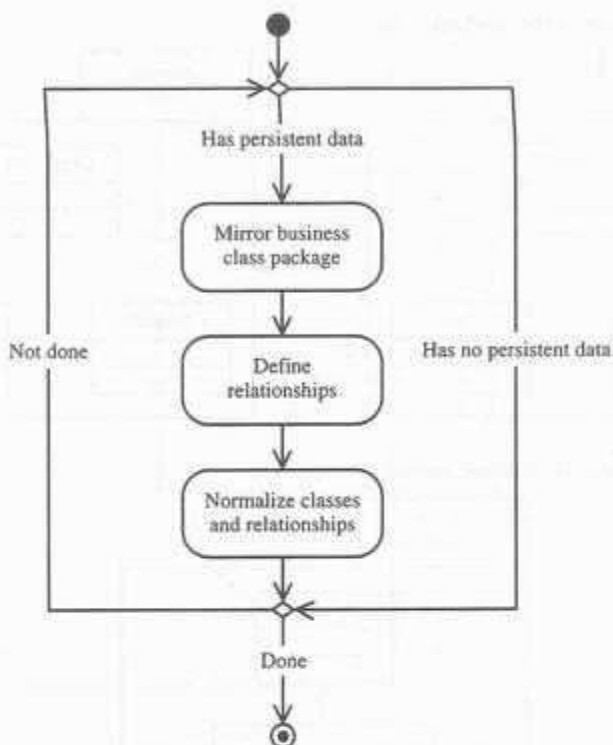 Has persistent data
Mirror business
class package
Not done
Has no persistent data
Define
relationships
Normalize classes
and relationships
Done